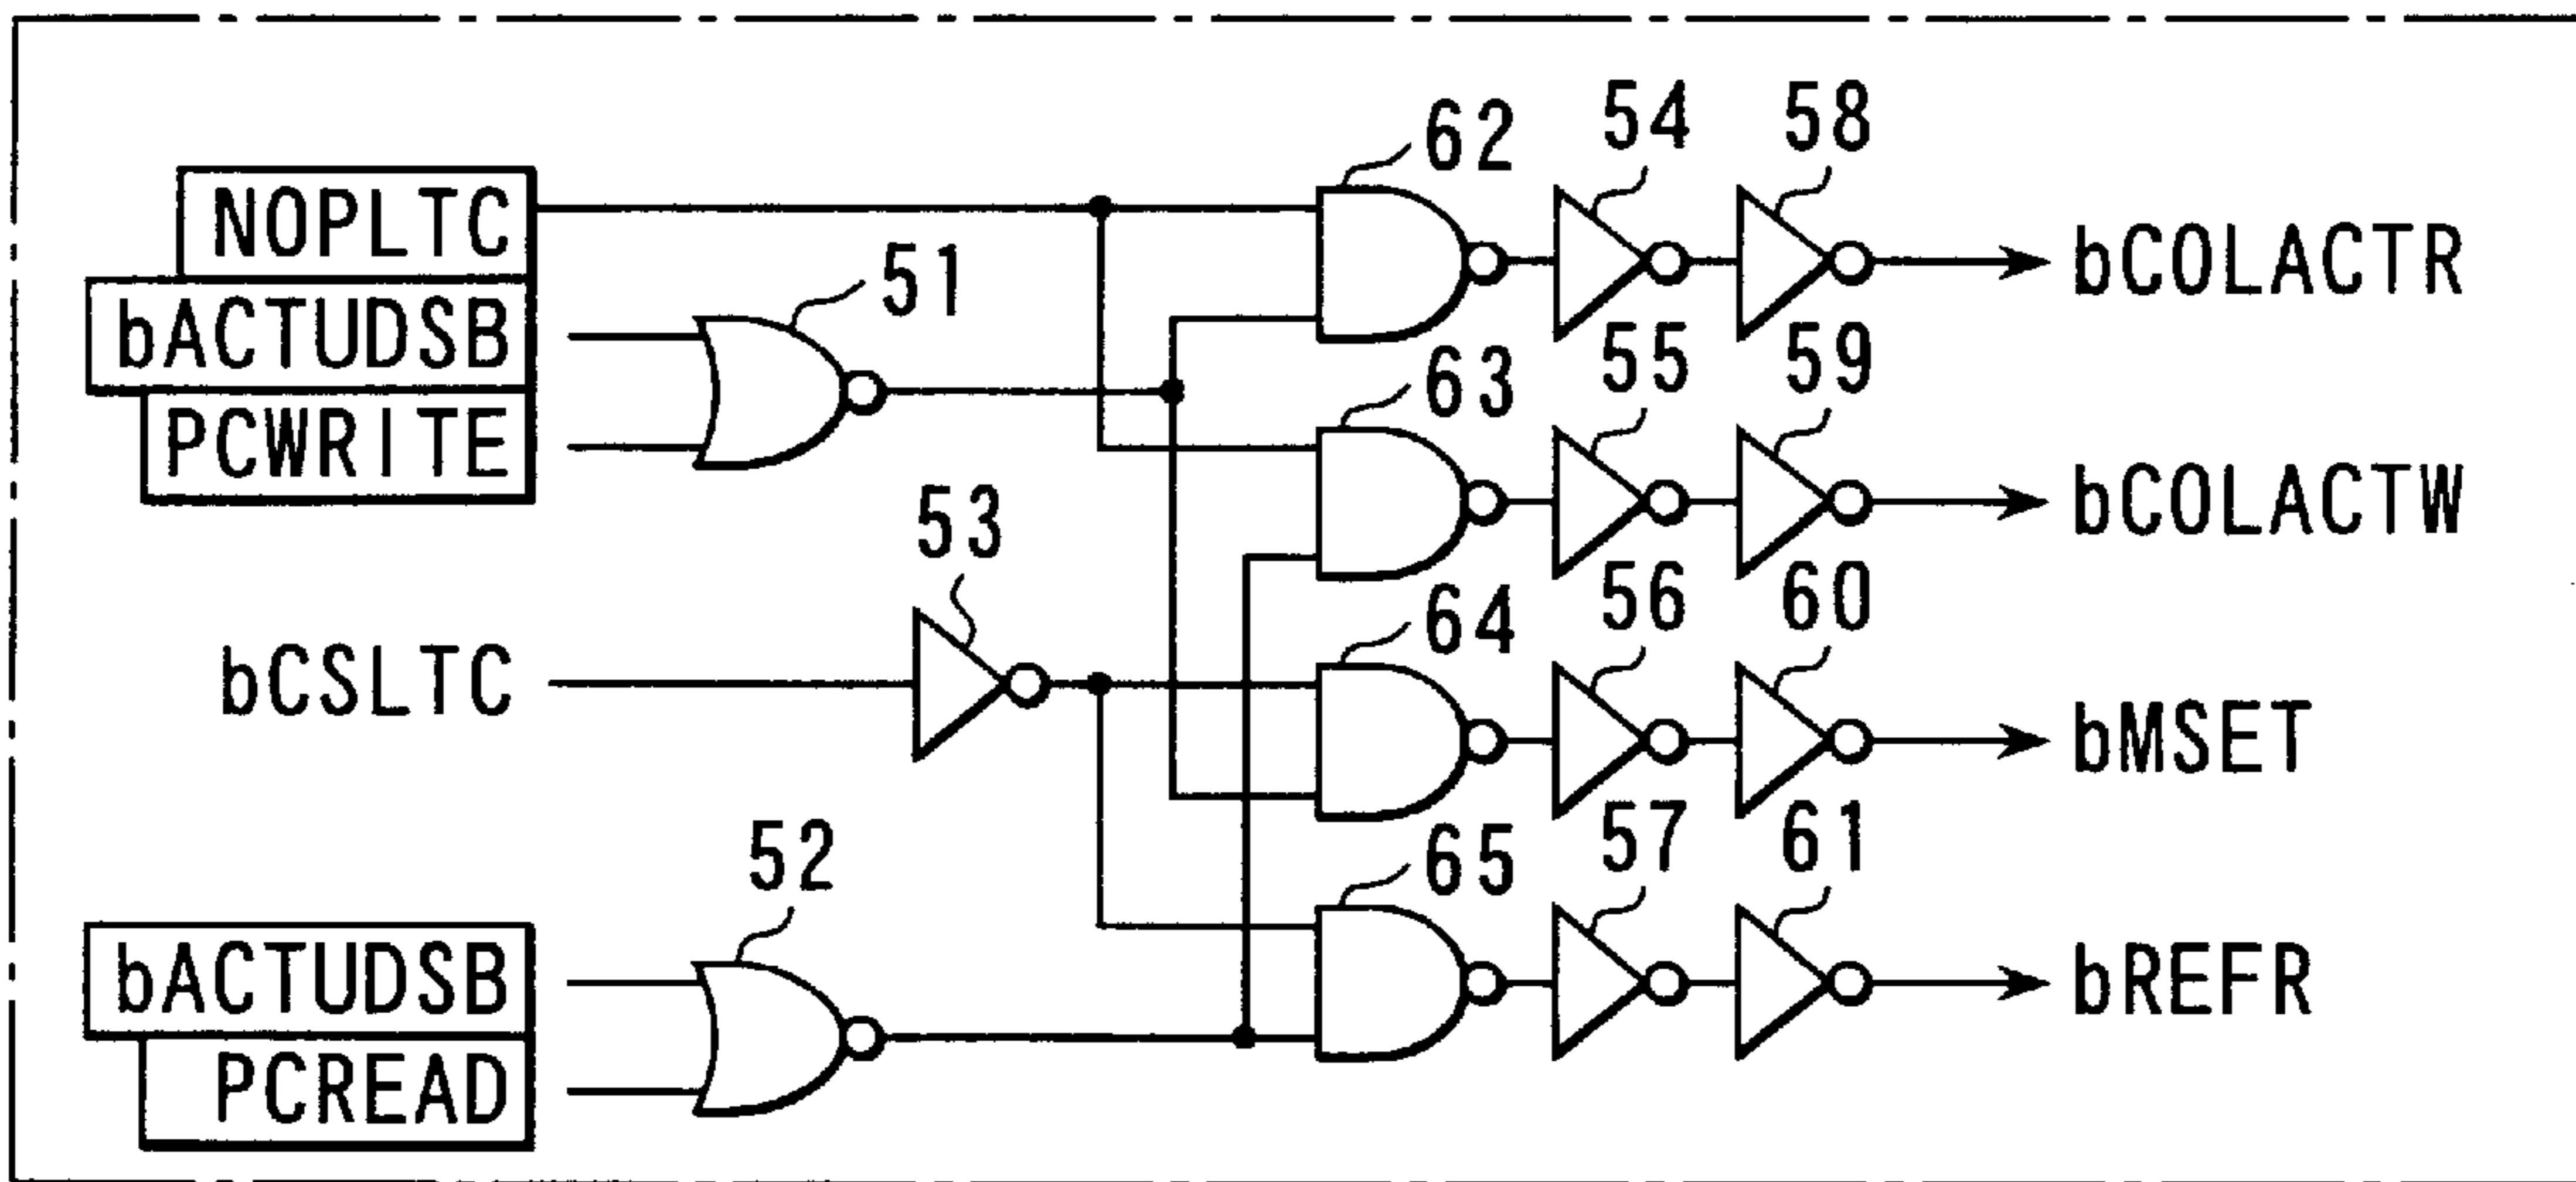 62 54 58
NOPLTC
bCOLACTR
51
bACTUDSB
63 55 59
PCWRITE
bCOLACTW
53
64 56 60
bCSLTC
bMSET
52
65 57 61
bACTUDSB
bREFR
PCREAD